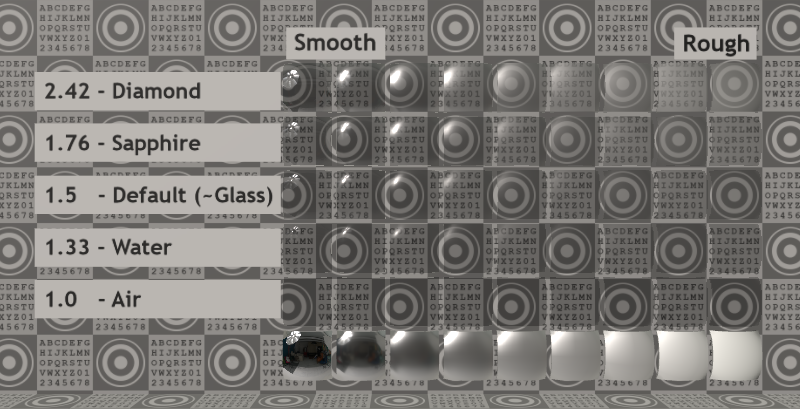 Smooth
Rough
2.42 - Diamond
1.76 - Sapphire
1.5 - Default (~Glass)
1.33 - Water
1.0 - Air
ABCDEFG
HIJKLMN
OPQRSTU
VWXYZ01
2345678